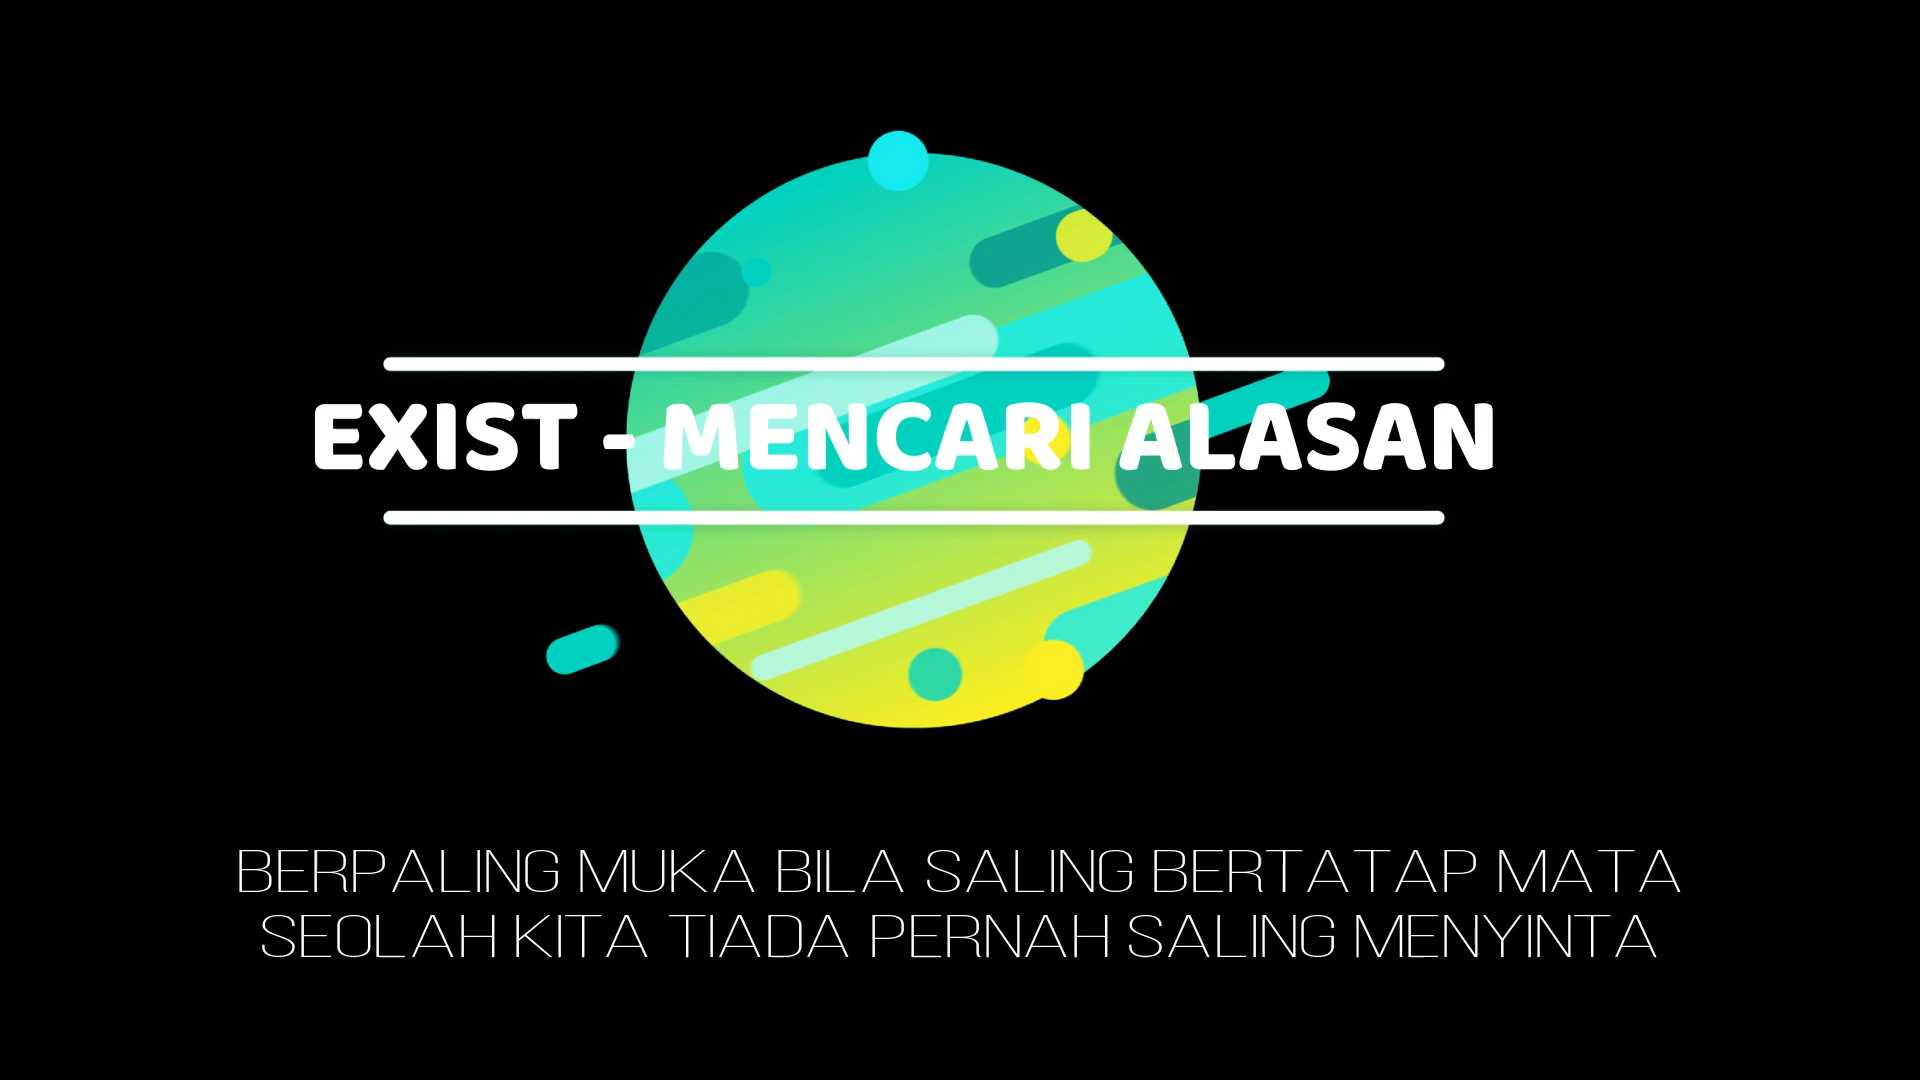 EXIST - MENCARI ALASAN
BERPALING MUKA BILA SALING BERTATAP MATA
SEOLAH KITA TIADA PERNAH SALING MENYINTA